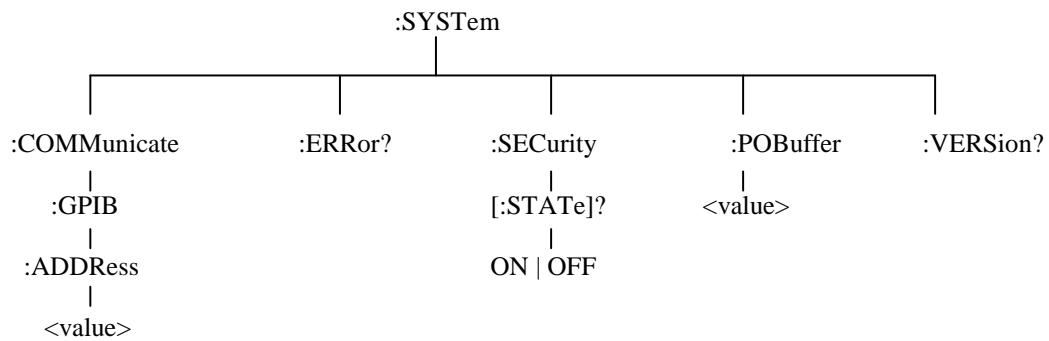 :SYSTem
:COMMunicate :ERRor? :SECurity :POBuffer :VERSion?
:GPIB [:STATe]? <value>
:ADDRess ON | OFF
<value>